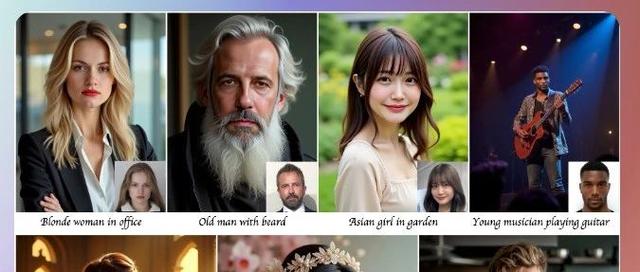 Blonde woman in office
Old man with beard
Asian girl in garden
Young musician playing guitar